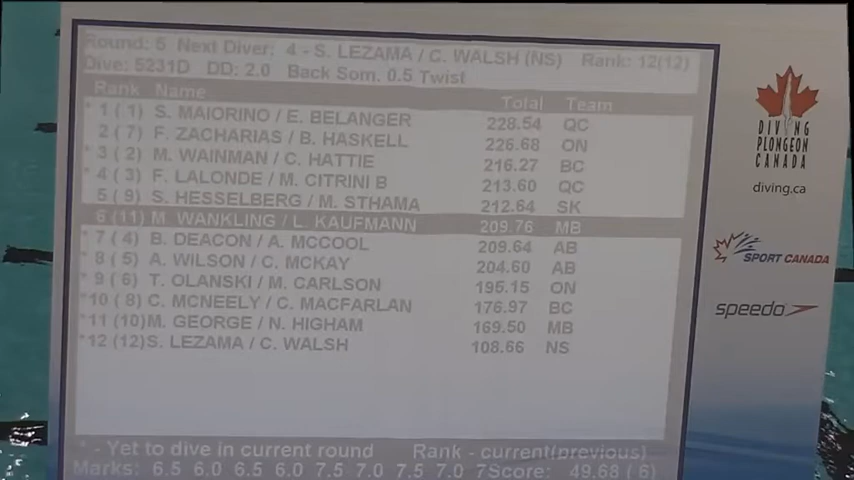 Round: 5 Next Diver: 4 - S. LEZAMA / C. WALSH (NS) Rank: 12(12)
Dive: 5231D DD: 2.0 Back Som. 0.5 Twist
Rank Name Total Team
* 1 ( 1) S. MAIORINO / E. BELANGER 228.54 QC
2 (7) F. ZACHARIAS / B. HASKELL 226.68 ON
* 3 (2) M. WAINMAN / C. HATTIE 216.27 BC
* 4 (3) F. LALONDE / M. CITRINI B 213.60 QC
5 (9) S. HESSELBERG / M. STHAMA 212.64 SK
6 (11) M. WANKLING / L. KAUFMANN 209.76 MB
* 7 (4) B. DEACON / A. MCCOOL 209.64 AB
* 8 (5) A. WILSON / C. MCKAY 204.60 AB
* 9 (6) T. OLANSKI / M. CARLSON 195.15 ON
*10 ( 8) C. MCNEELY / C. MACFARLAN 176.97 BC
*11 (10)M. GEORGE / N. HIGHAM 169.50 MB
*12 (12)S. LEZAMA / C. WALSH 108.66 NS
* - Yet to dive in current round Rank - current(previous)
Marks: 6.5 6.0 6.5 6.0 7.5 7.0 7.5 7.0 7Score: 49.68 ( 6)
DIVING
PLONGEON
CANADA
diving.ca
SPORT CANADA
speedo